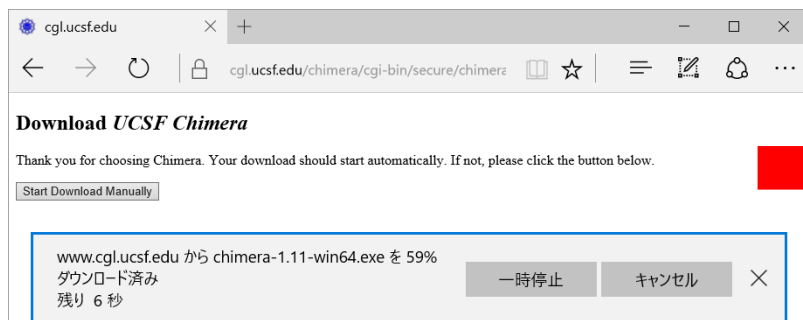 cgl.ucsf.edu
cgl.ucsf.edu/chimera/cgi-bin/secure/chimera
Download UCSF Chimera
Thank you for choosing Chimera. Your download should start automatically. If not, please click the button below.
Start Download Manually
www.cgl.ucsf.edu から chimera-1.11-win64.exe を 59%
ダウンロード済み
残り 6 秒
一時停止
キャンセル